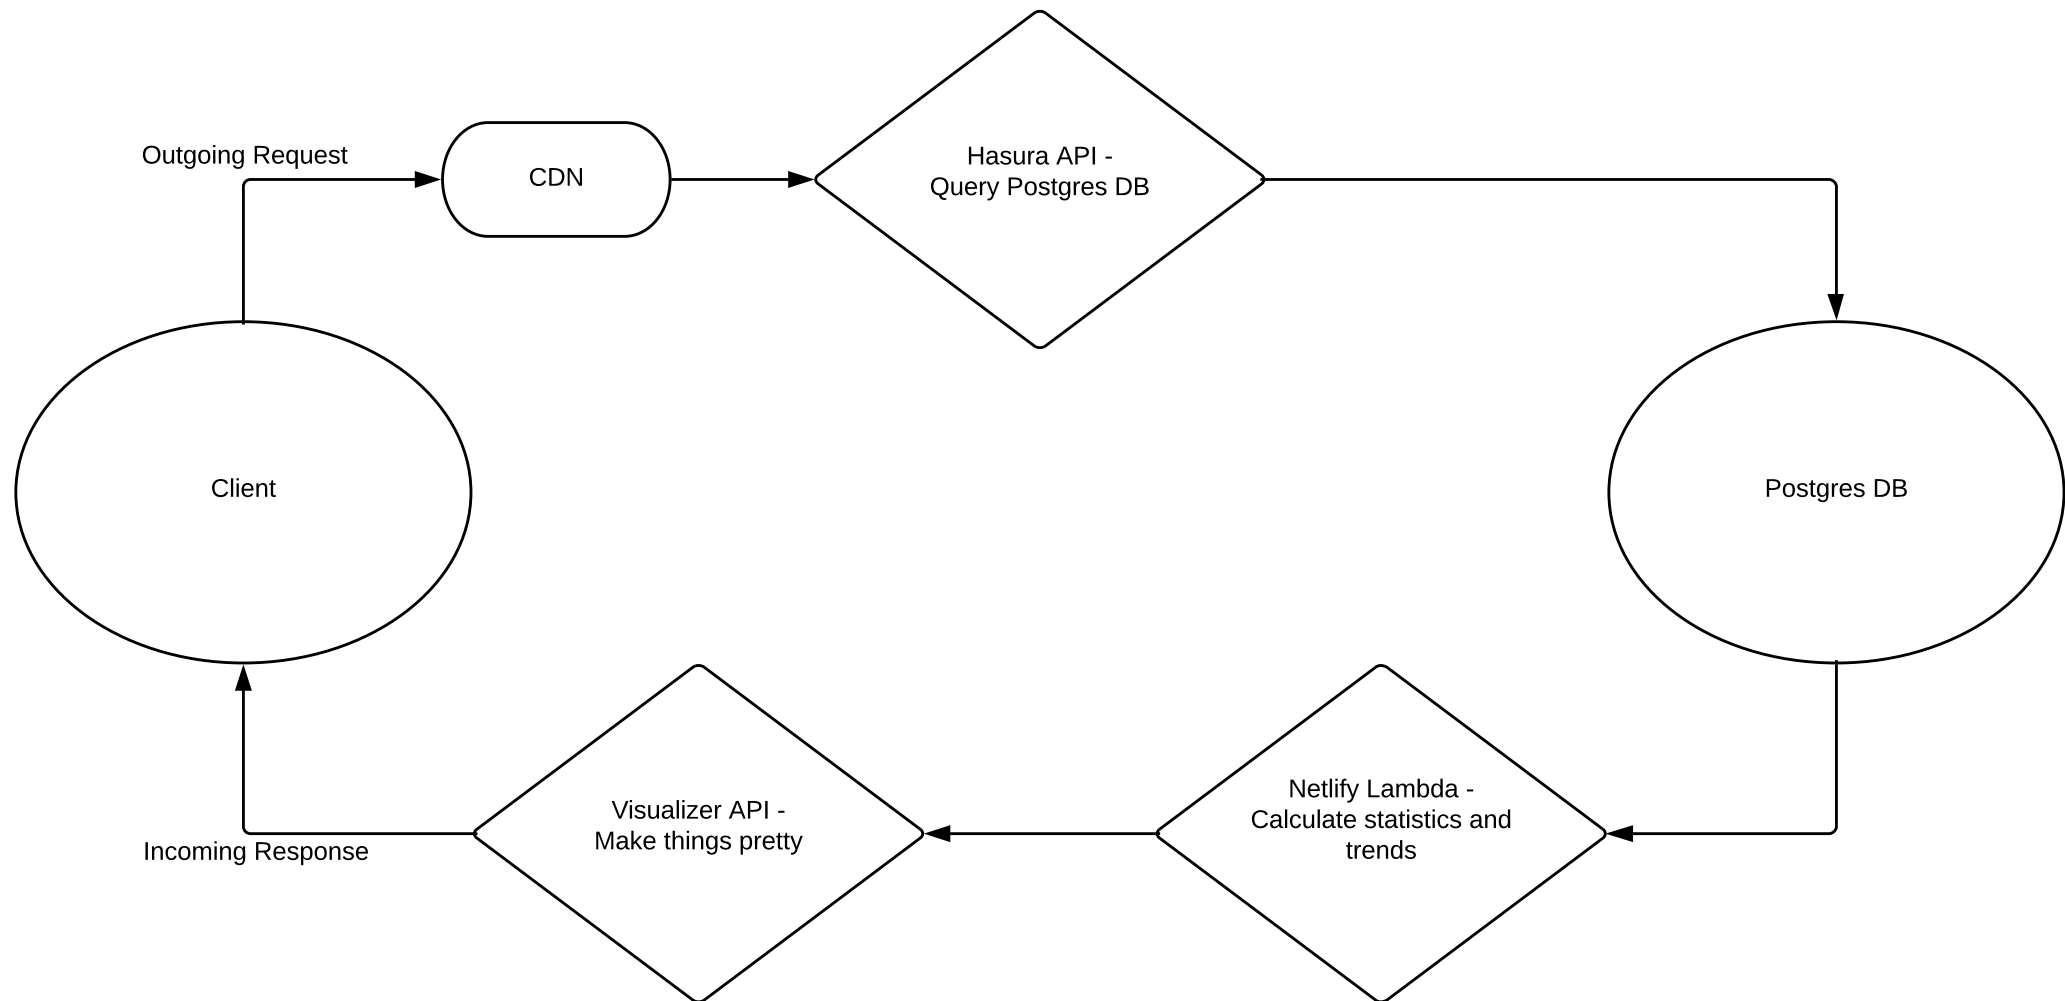 Outgoing Request
CDN
Hasura API -
Query Postgres DB
Client
Postgres DB
Visualizer API -
Make things pretty
Netlify Lambda -
Calculate statistics and
trends
Incoming Response